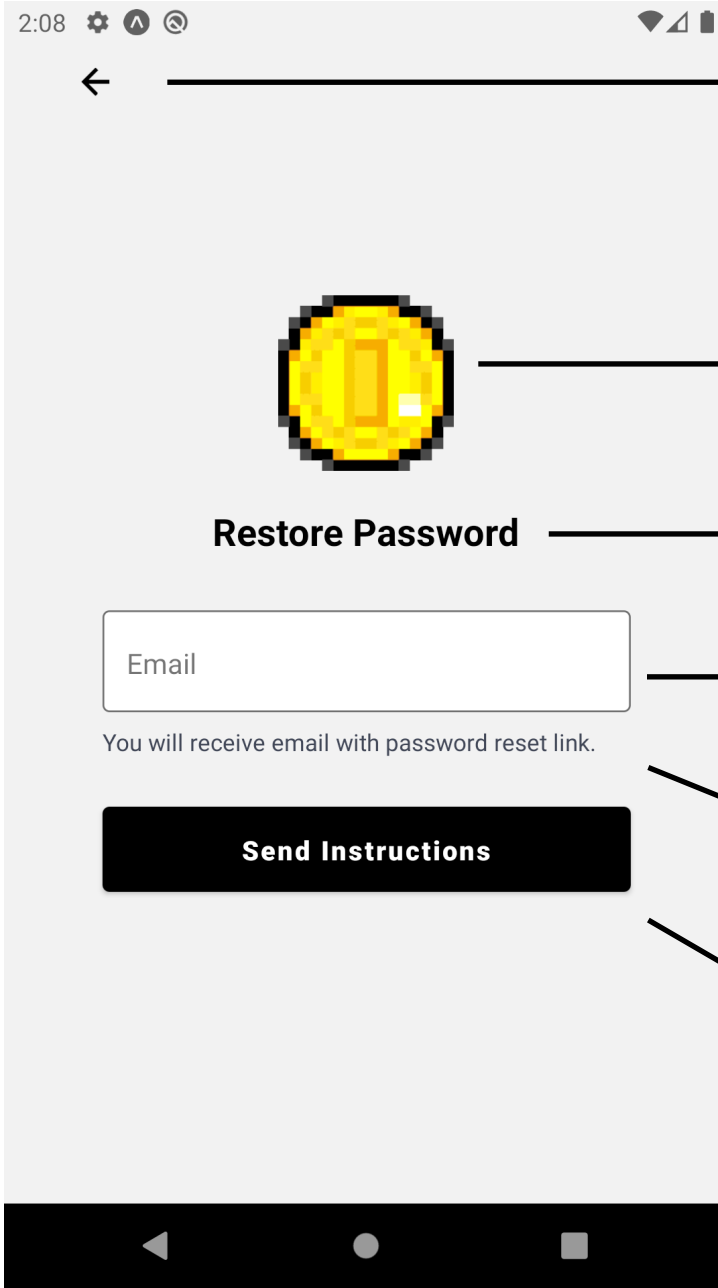 2:08
Restore Password
Email
You will receive email with password reset link.
Send Instructions